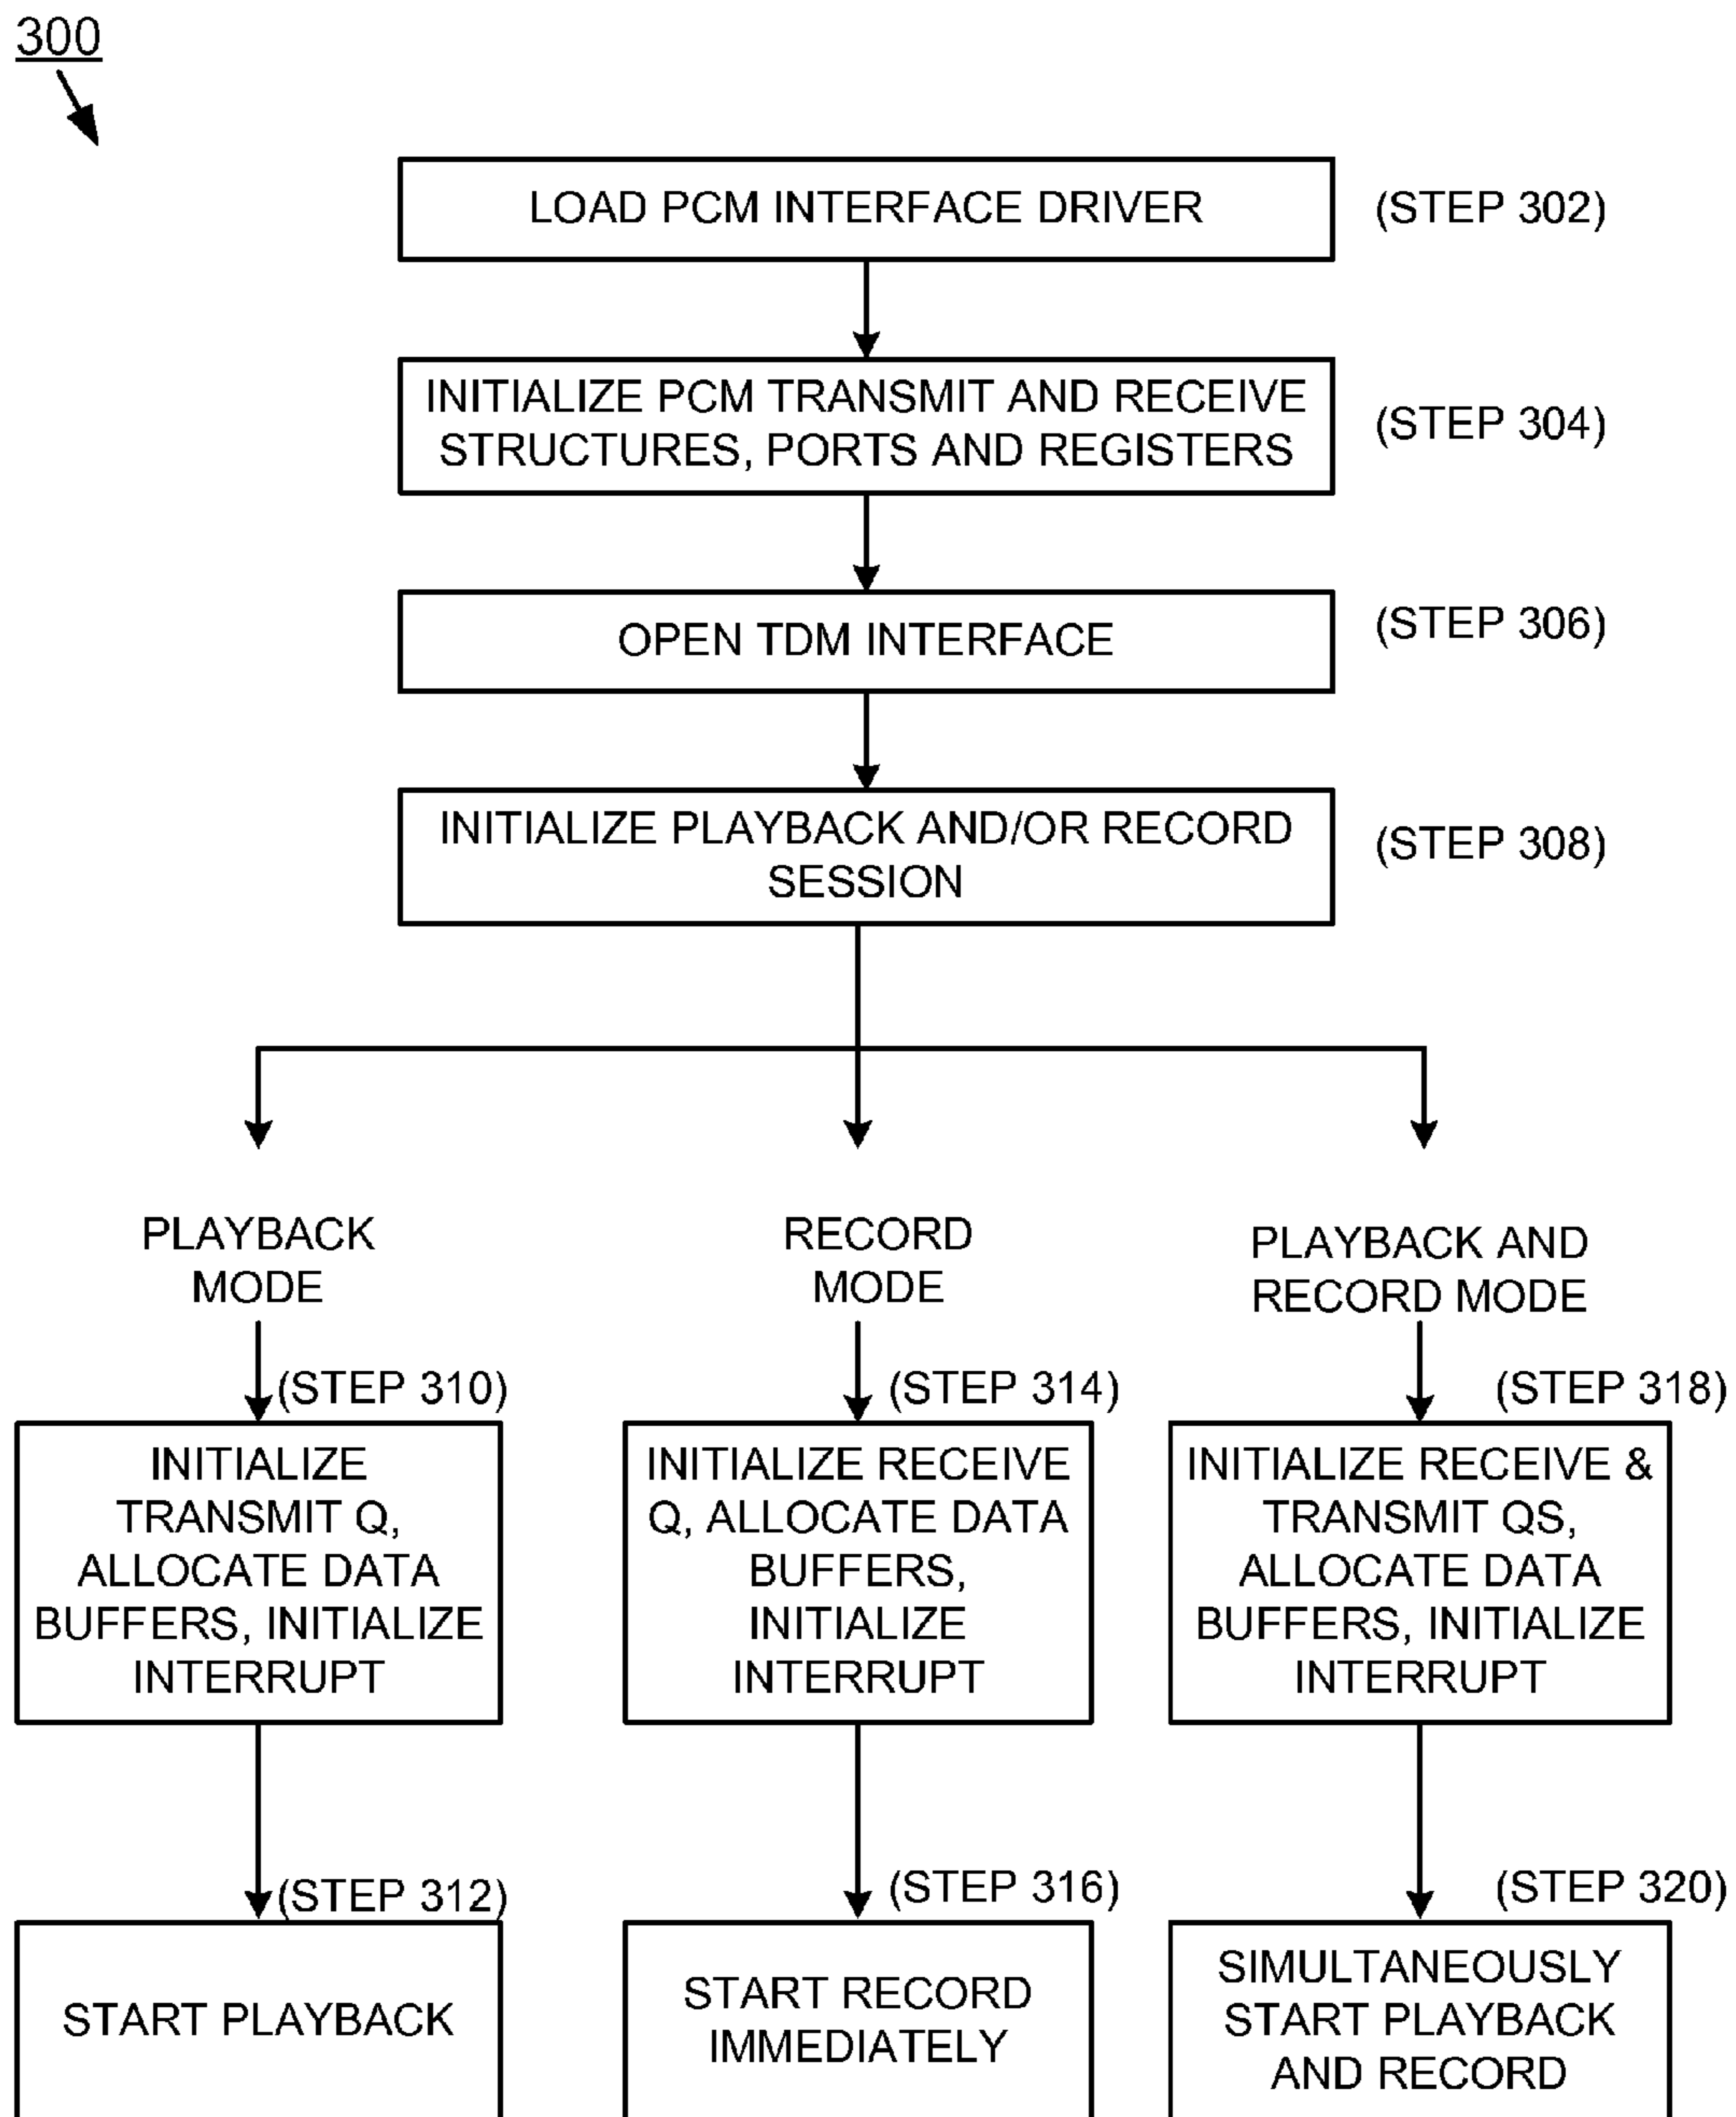 300
LOAD PCM INTERFACE DRIVER
(STEP 302)
INITIALIZE PCM TRANSMIT AND RECEIVE
STRUCTURES, PORTS AND REGISTERS
(STEP 304)
OPEN TDM INTERFACE
(STEP 306)
INITIALIZE PLAYBACK AND/OR RECORD
SESSION
(STEP 308)
PLAYBACK
MODE
(STEP 310)
INITIALIZE
TRANSMIT Q,
ALLOCATE DATA
BUFFERS, INITIALIZE
INTERRUPT
(STEP 312)
START PLAYBACK
RECORD
MODE
(STEP 314)
INITIALIZE RECEIVE
Q, ALLOCATE DATA
BUFFERS,
INITIALIZE
INTERRUPT
(STEP 316)
START RECORD
IMMEDIATELY
PLAYBACK AND
RECORD MODE
(STEP 318)
INITIALIZE RECEIVE &
TRANSMIT QS,
ALLOCATE DATA
BUFFERS, INITIALIZE
INTERRUPT
(STEP 320)
SIMULTANEOUSLY
START PLAYBACK
AND RECORD